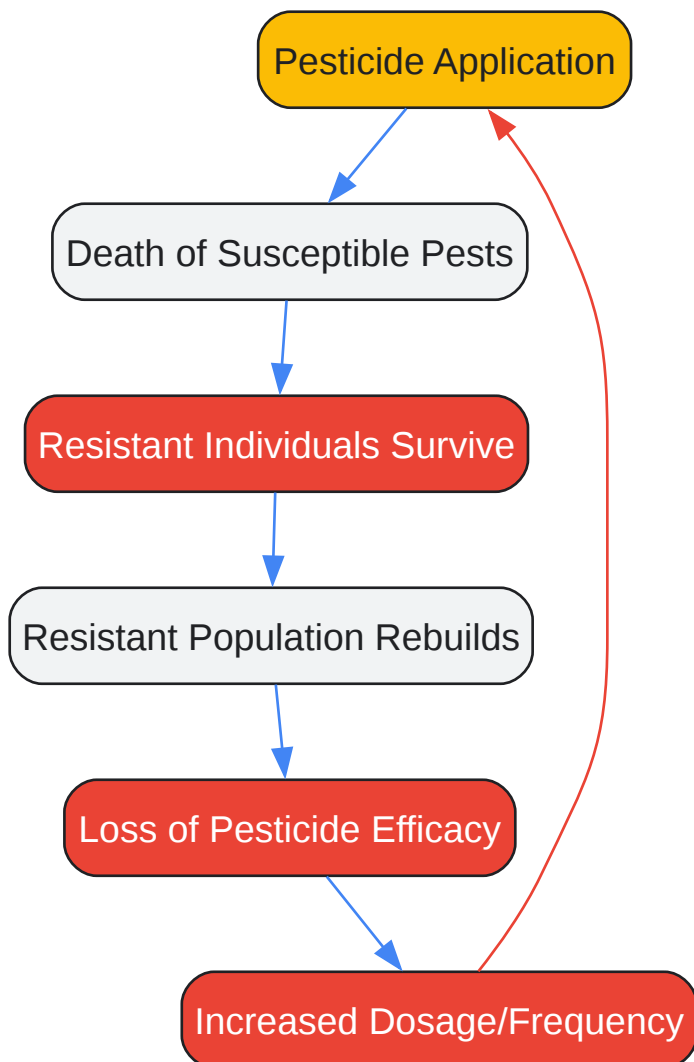 Pesticide Application
Death of Susceptible Pests
Resistant Individuals Survive
Resistant Population Rebuilds
Loss of Pesticide Efficacy
Increased Dosage/Frequency